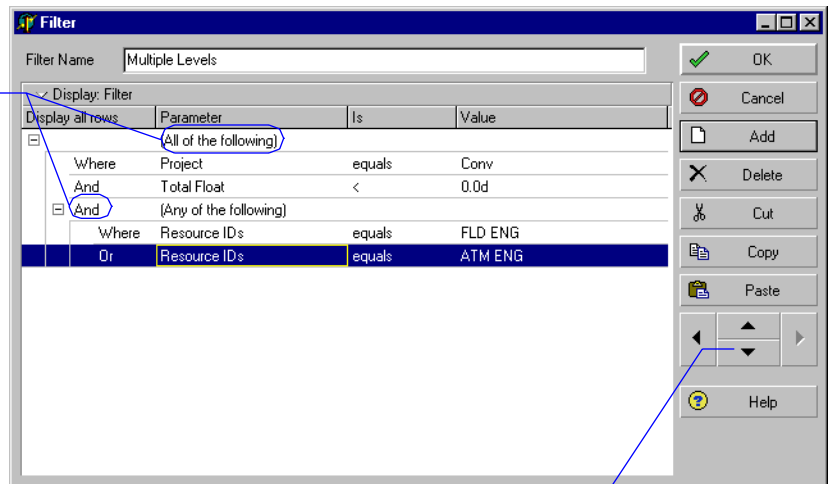 Filter
Filter Name Multiple Levels
Display: Filter
Display all rows Parameter Is Value
(All of the following)
Where Project equals Conv
And Total Float < 0.0d
And (Any of the following)
Where Resource IDs equals FLD ENG
Or Resource IDs equals ATM ENG
OK
Cancel
Add
Delete
Cut
Copy
Paste
Help